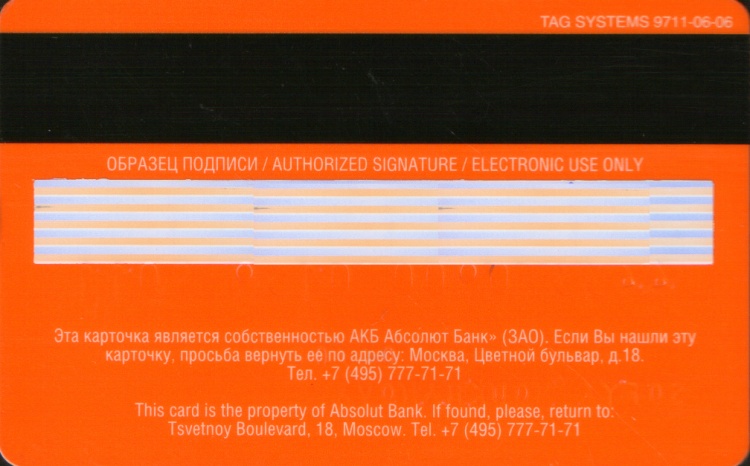 TAG SYSTEMS 9711-06-06
ОБРАЗЕЦ ПОДПИСИ / AUTHORIZED SIGNATURE / ELECTRONIC USE ONLY
Эта карточка является собственностью АКБ Абсолют Банк» (ЗАО). Если Вы нашли эту
карточку, просьба вернуть ее по адресу: Москва, Цветной бульвар, д.18.
Тел. +7 (495) 777-71-71
This card is the property of Absolut Bank. If found, please, return to:
Tsvetnoy Boulevard, 18, Moscow. Tel. +7 (495) 777-71-71